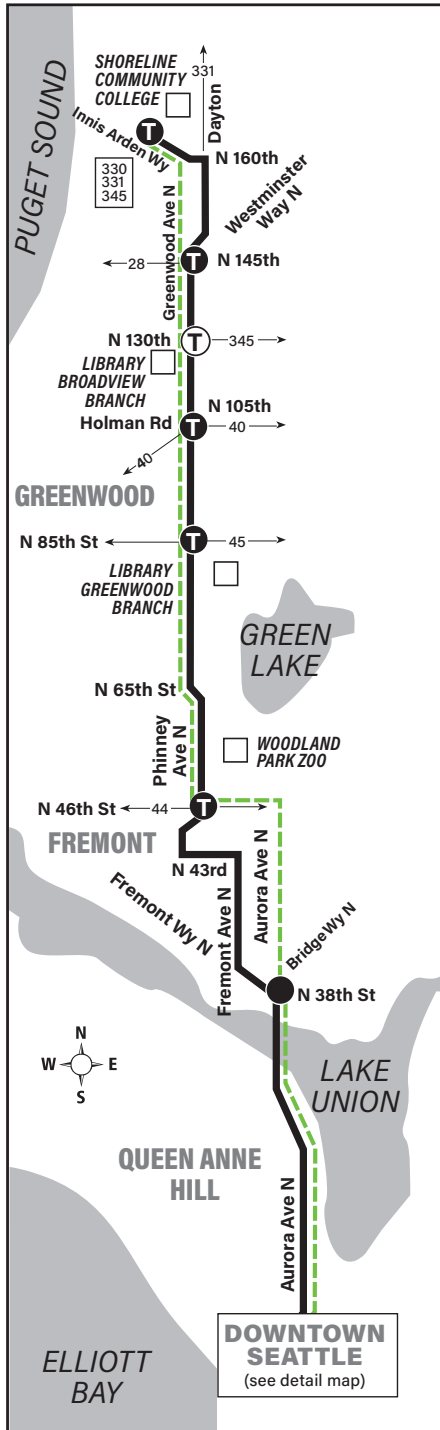 PUGET SOUND
SHORELINE
COMMUNITY
COLLEGE
331
Dayton
T
Innis Arden Wy
N 160th
330
331
345
Greenwood Ave N
Westminster
Way N
28
T
N 145th
N 130th
T
345
LIBRARY
BROADVIEW
BRANCH
N 105th
Holman Rd
T
40
40
GREENWOOD
N 85th St
T
45
LIBRARY
GREENWOOD
BRANCH
GREEN
LAKE
N 65th St
Phinney
Ave N
WOODLAND
PARK ZOO
N 46th St
44
T
FREMONT
N 43rd
Fremont Wy N
Fremont Ave N
Aurora Ave N
Bridge Wy N
N 38th St
N
W
E
S
LAKE
UNION
QUEEN ANNE
HILL
Aurora Ave N
DOWNTOWN
SEATTLE
(see detail map)
ELLIOTT
BAY